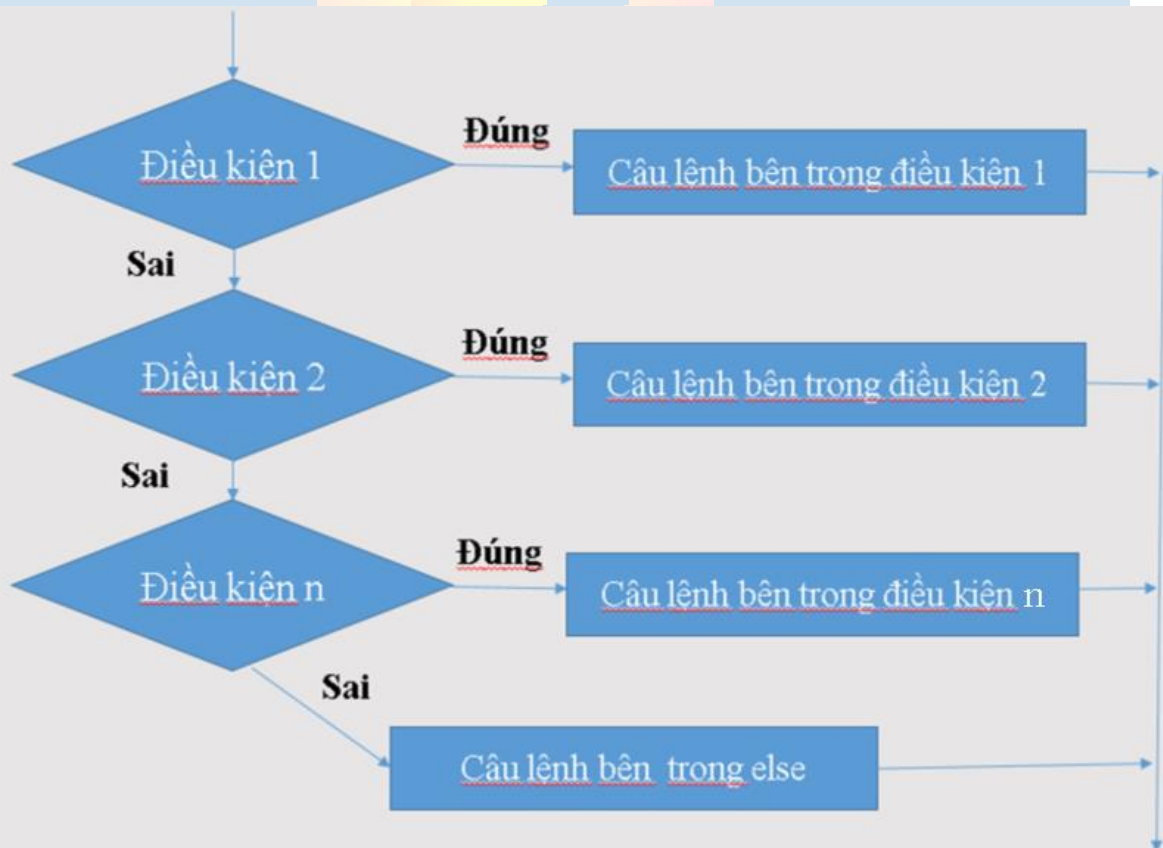 Điều kiện 1
Đúng
Câu lệnh bên trong điều kiện 1
Sai
Điều kiện 2
Đúng
Câu lệnh bên trong điều kiện 2
Sai
Điều kiện n
Đúng
Câu lệnh bên trong điều kiện n
Sai
Câu lệnh bên trong else